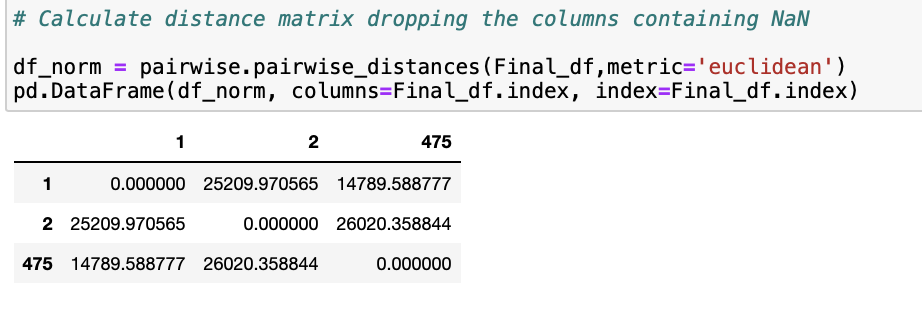 # Calculate distance matrix dropping the columns containing NaN
df_norm = pairwise.pairwise_distances(Final_df,metric='euclidean')
pd.DataFrame(df_norm, columns=Final_df.index, index=Final_df.index)
1 2 475
1 0.000000 25209.970565 14789.588777
2 25209.970565 0.000000 26020.358844
475 14789.588777 26020.358844 0.000000